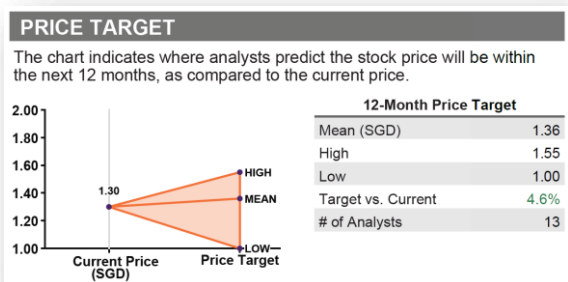 PRICE TARGET
The chart indicates where analysts predict the stock price will be within
the next 12 months, as compared to the current price.
2.00
1.80
1.60
1.40
1.20
1.00
1.30
HIGH
MEAN
LOW
Current Price
(SGD)
Price Target
12-Month Price Target
Mean (SGD) 1.36
High 1.55
Low 1.00
Target vs. Current 4.6%
# of Analysts 13